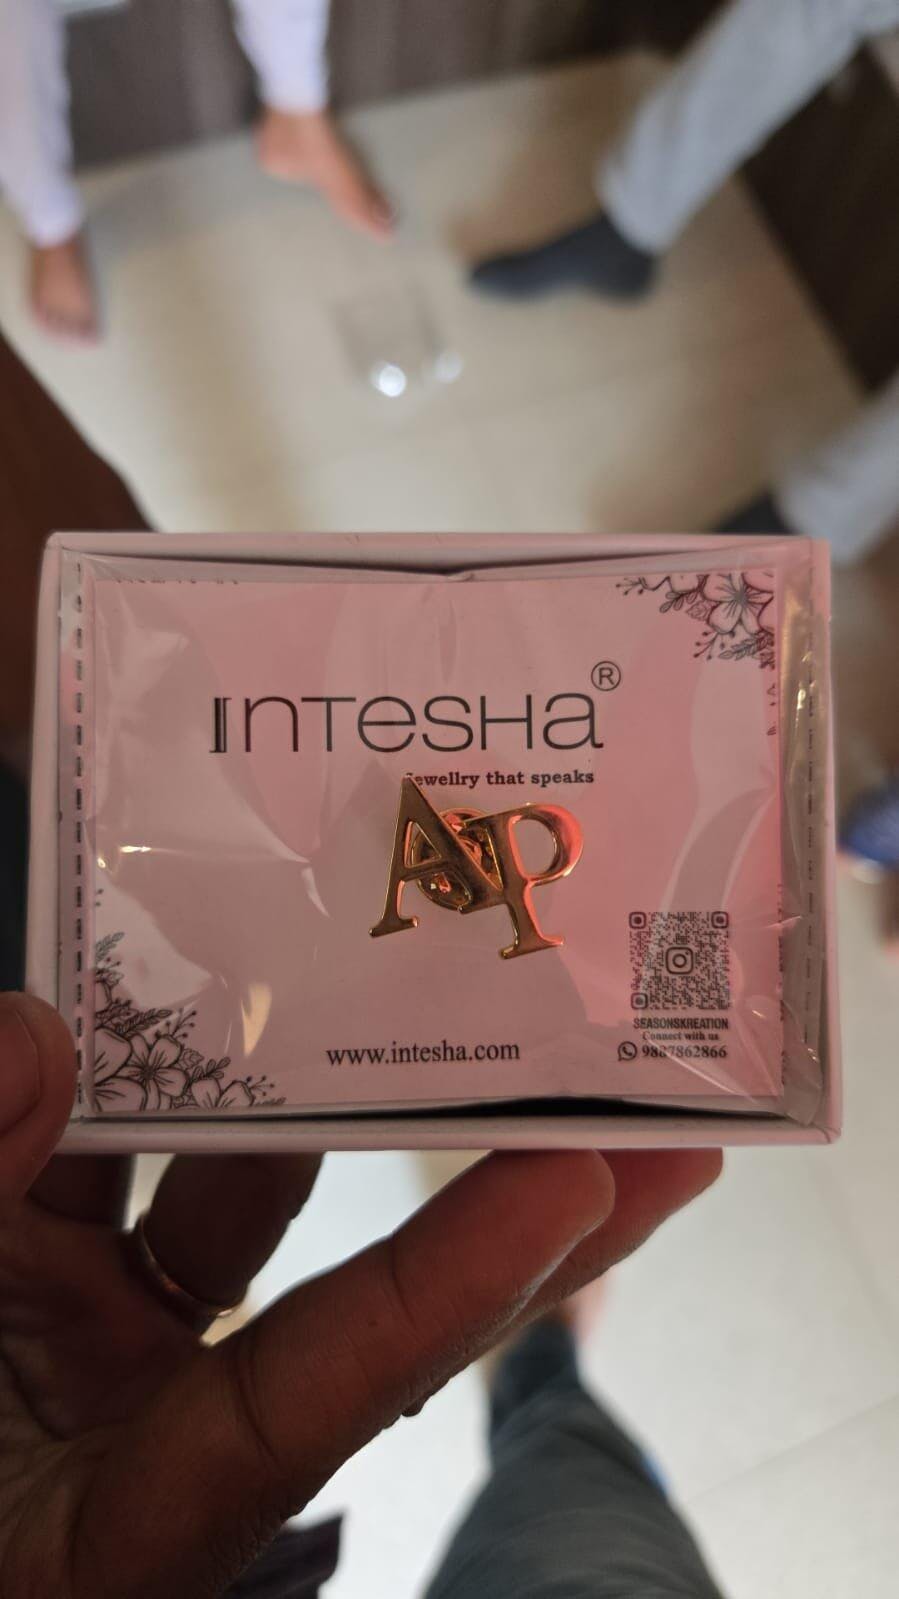 INTESHA®
Jewellry that speaks
AP
SEASONSKREATION
Connect with us
www.intesha.com
9887862866